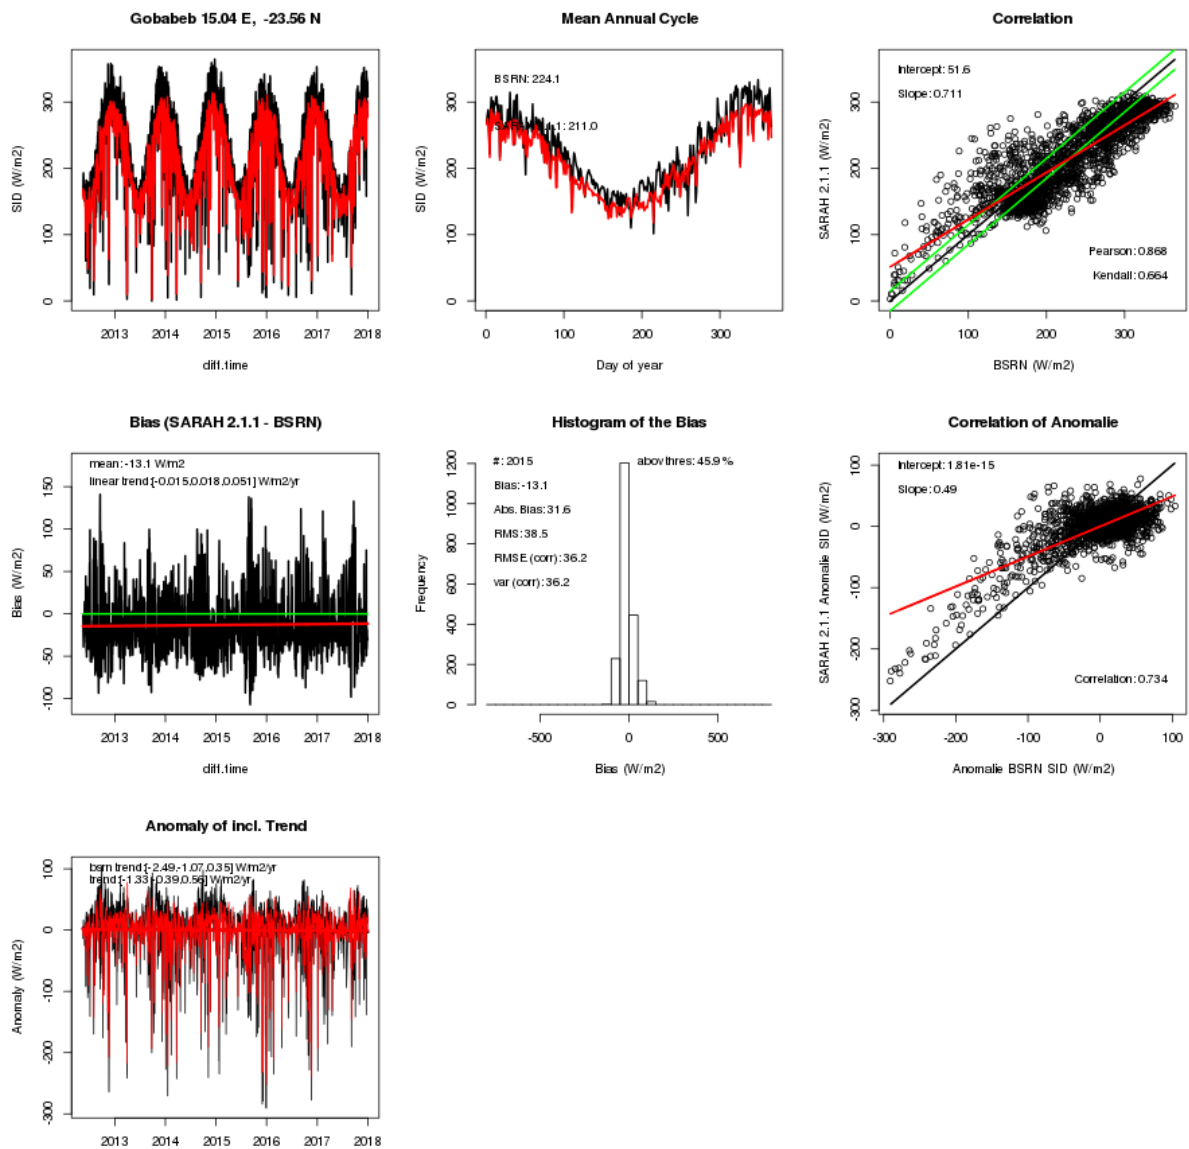 Gobabeb 15.04 E, -23.56 N
SID (W/m2)
0 100 200 300
2013 2014 2015 2016 2017 2018
diff.time
Mean Annual Cycle
BSRN: 224.1
211.0
SID (W/m2)
0 100 200 300
0 100 200 300
Day of year
Correlation
Intercept: 51.6
Slope: 0.711
Pearson: 0.868
Kendall: 0.664
SARAH 2.1.1 (W/m2)
0 100 200 300
0 100 200 300
BSRN (W/m2)
Bias (SARAH 2.1.1 - BSRN)
mean: -13.1 W/m2
linear trend:[-0.015,0.018,0.051] W/m2/yr
Bias (W/m2)
-100 -50 0 50 100 150
2013 2014 2015 2016 2017 2018
diff.time
Histogram of the Bias
#: 2015
abov thres: 45.9 %
Bias: -13.1
Abs. Bias: 31.6
RMS: 38.5
RMSE (corr): 36.2
var (corr): 36.2
Frequency
0 200 400 600 800 1000 1200
-500 0 500
Bias (W/m2)
Correlation of Anomalie
Intercept: 1.81e-15
Slope: 0.49
Correlation: 0.734
SARAH 2.1.1 Anomalie SID (W/m2)
-300 -200 -100 0 100
-300 -200 -100 0 100
Anomalie BSRN SID (W/m2)
Anomaly of incl. Trend
bsrn trend:[-2.49,-1.07,0.35] W/m2/yr
trend:[-1.33,-0.39,0.56] W/m2/yr
Anomaly (W/m2)
-300 -200 -100 0 100
2013 2014 2015 2016 2017 2018